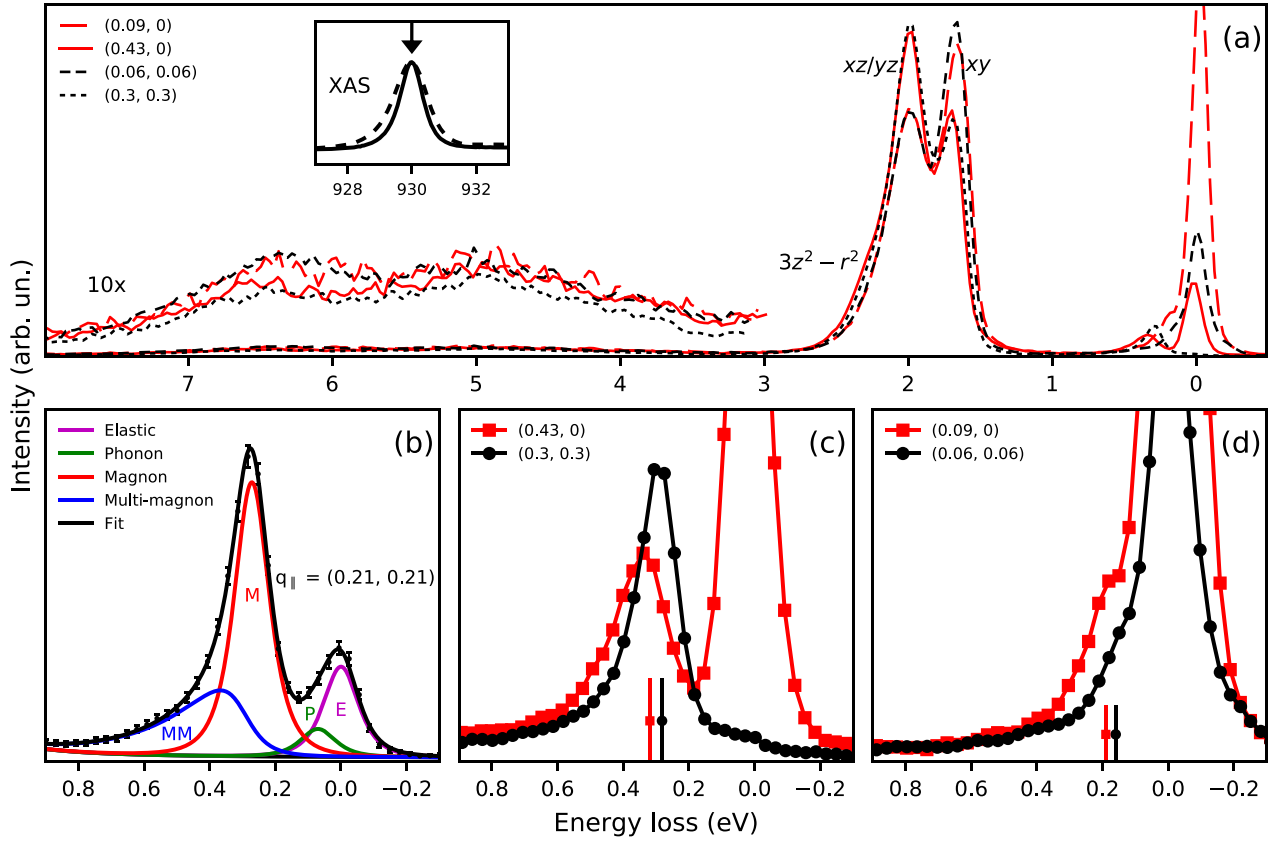 (a)
(0.09, 0)
(0.43, 0)
(0.06, 0.06)
(0.3, 0.3)
XAS
928 930 932
xz/yz
xy
3z² − r²
10x
7 6 5 4 3 2 1 0
Intensity (arb. un.)
(b)
Elastic
Phonon
Magnon
Multi-magnon
Fit
q∥ = (0.21, 0.21)
M
MM
P
E
0.8 0.6 0.4 0.2 0.0 −0.2
(c)
(0.43, 0)
(0.3, 0.3)
0.8 0.6 0.4 0.2 0.0 −0.2
(d)
(0.09, 0)
(0.06, 0.06)
0.8 0.6 0.4 0.2 0.0 −0.2
Energy loss (eV)